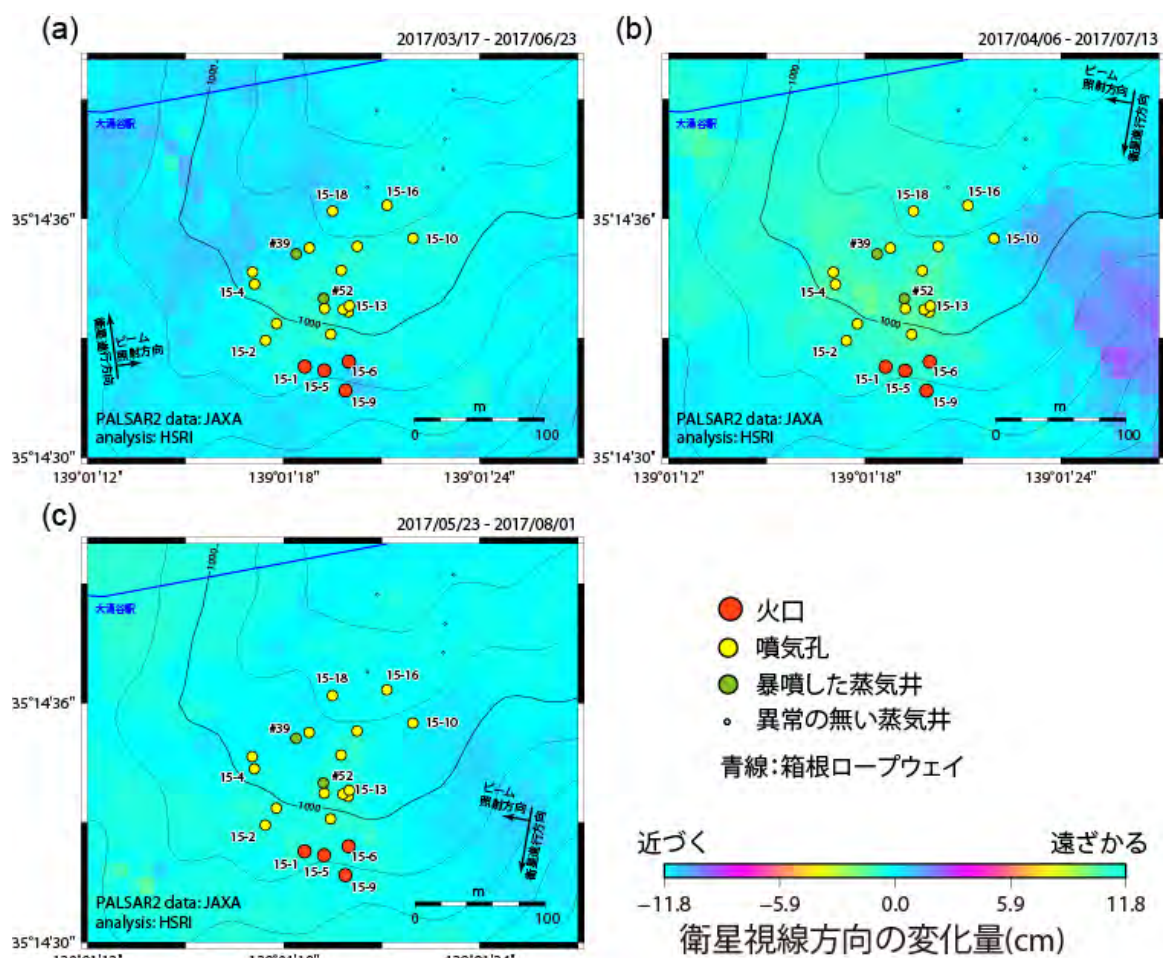 (a)
2017/03/17 - 2017/06/23
1000
大涌谷駅
15-18
15-16
35°14'36"
#39
15-10
15-4
#52
15-13
1000
15-2
衛星進行方向
ビーム
照射方向
15-1
15-5
15-6
15-9
PALSAR2 data: JAXA
analysis: HSRI
m
0
100
35°14'30"
139°01'12"
139°01'18"
139°01'24"
(b)
2017/04/06 - 2017/07/13
1000
ビーム
照射方向
衛星進行方向
大涌谷駅
15-18
15-16
35°14'36"
#39
15-10
15-4
#52
15-13
1000
15-2
15-1
15-5
15-6
15-9
PALSAR2 data: JAXA
analysis: HSRI
m
0
100
35°14'30"
139°01'12"
139°01'18"
139°01'24"
(c)
2017/05/23 - 2017/08/01
1000
大涌谷駅
15-18
15-16
35°14'36"
#39
15-10
15-4
#52
15-13
1000
ビーム
照射方向
衛星進行方向
15-2
15-1
15-5
15-6
15-9
PALSAR2 data: JAXA
analysis: HSRI
m
0
100
35°14'30"
火口
噴気孔
暴噴した蒸気井
異常の無い蒸気井
青線：箱根ロープウェイ
近づく
遠ざかる
−11.8
−5.9
0.0
5.9
11.8
衛星視線方向の変化量(cm)